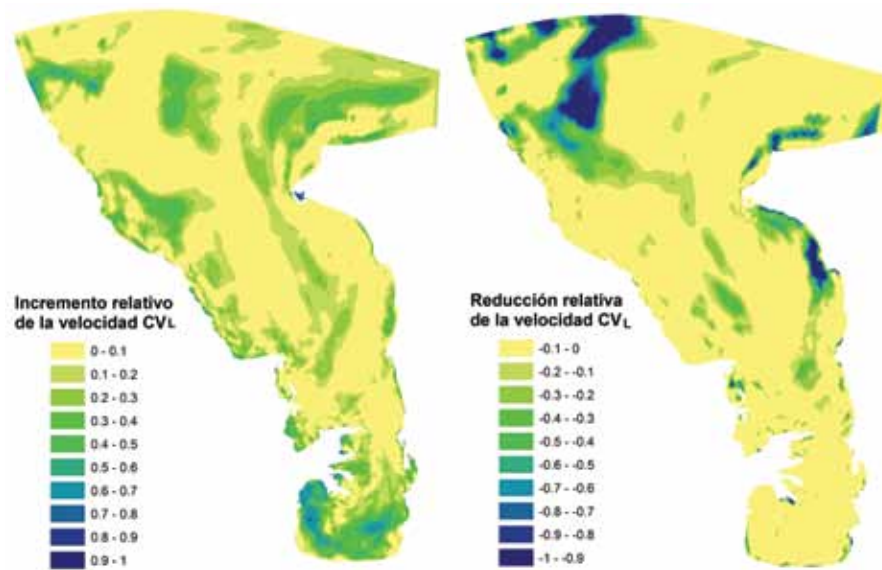 Incremento relativo
de la velocidad CVL
0 - 0.1
0.1 - 0.2
0.2 - 0.3
0.3 - 0.4
0.4 - 0.5
0.5 - 0.6
0.6 - 0.7
0.7 - 0.8
0.8 - 0.9
0.9 - 1
Reducción relativa
de la velocidad CVL
-0.1 - 0
-0.2 - -0.1
-0.3 - -0.2
-0.4 - -0.3
-0.5 - -0.4
-0.6 - -0.5
-0.7 - -0.6
-0.8 - -0.7
-0.9 - -0.8
-1 - -0.9